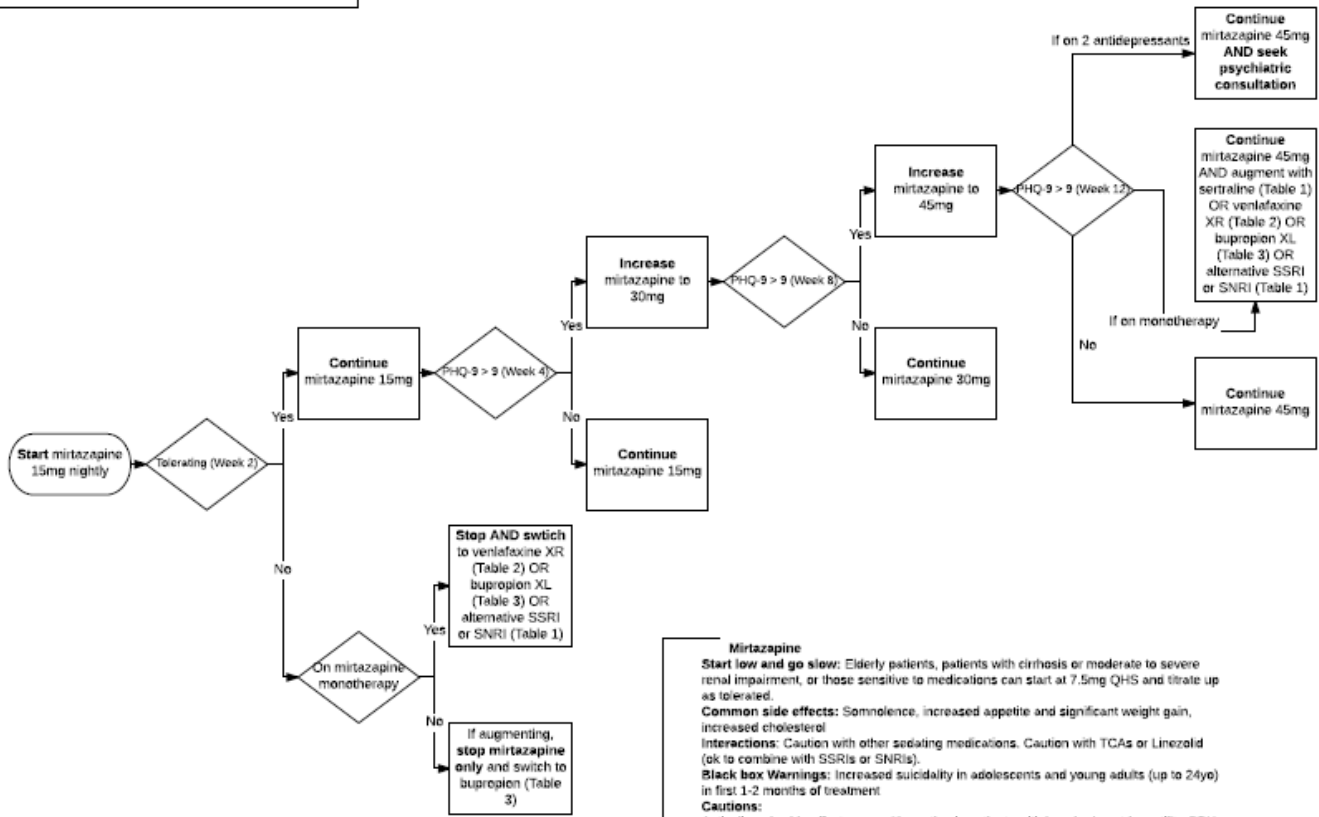 Start mirtazapine
15mg nightly
Tolerating (Week 2)
Yes
No
Continue
mirtazapine 15mg
PHQ-9 > 9 (Week 4)
Yes
No
Increase
mirtazapine to
30mg
Continue
mirtazapine 15mg
PHQ-9 > 9 (Week 8)
Yes
No
Increase
mirtazapine to
45mg
Continue
mirtazapine 30mg
PHQ-9 > 9 (Week 12)
If on 2 antidepressants
Continue
mirtazapine 45mg
AND seek
psychiatric
consultation
If on monotherapy
Continue
mirtazapine 45mg
AND augment with
sertraline (Table 1)
OR venlafaxine
XR (Table 2) OR
bupropion XL
(Table 3) OR
alternative SSRI
or SNRI (Table 1)
No
Continue
mirtazapine 45mg
On mirtazapine
monotherapy
Yes
No
Stop AND swtich
to venlafaxine XR
(Table 2) OR
bupropion XL
(Table 3) OR
alternative SSRI
or SNRI (Table 1)
If augmenting,
stop mirtazapine
only and switch to
bupropion (Table
3)
Mirtazapine
Start low and go slow: Elderly patients, patients with cirrhosis or moderate to severe
renal impairment, or those sensitive to medications can start at 7.5mg QHS and titrate up
as tolerated.
Common side effects: Somnolence, increased appetite and significant weight gain,
increased cholesterol
Interactions: Caution with other sedating medications. Caution with TCAs or Linezolid
(ok to combine with SSRIs or SNRIs).
Black box Warnings: Increased suicidality in adolescents and young adults (up to 24yo)
in first 1-2 months of treatment
Cautions: